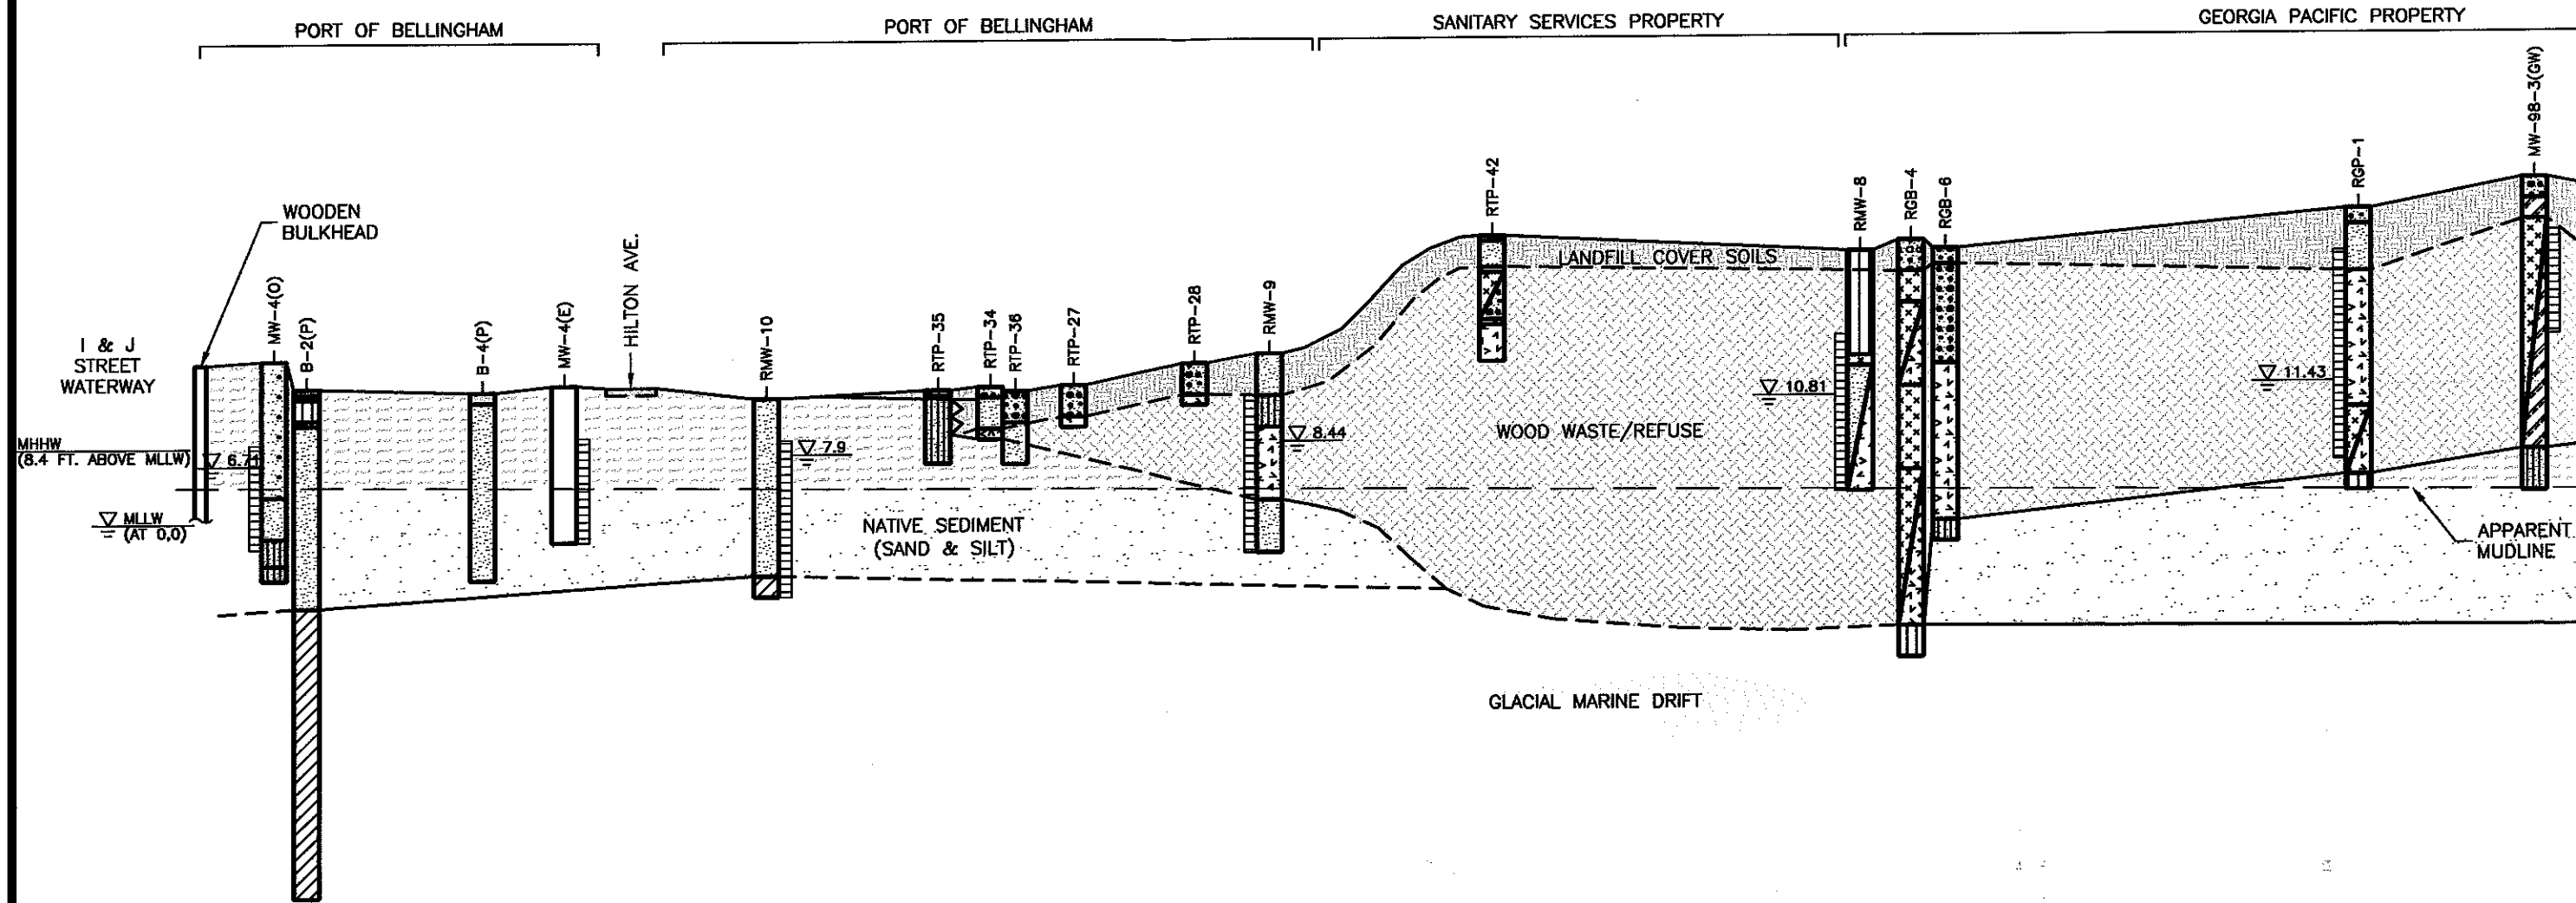 PORT OF BELLINGHAM
PORT OF BELLINGHAM
SANITARY SERVICES PROPERTY
GEORGIA PACIFIC PROPERTY
WOODEN
BULKHEAD
I & J
STREET
WATERWAY
MW-4(O)
B-2(P)
B-4(P)
MW-4(E)
HILTON AVE.
RMW-10
RTP-35
RTP-34
RTP-36
RTP-27
RTP-28
RMW-9
RTP-42
RMW-8
RGB-4
RGB-6
RGP-1
MW-98-3(GW)
LANDFILL COVER SOILS
10.81
11.43
WOOD WASTE/REFUSE
MHHW
(8.4 FT. ABOVE MLLW)
6.71
7.9
8.44
MLLW
(AT 0,0)
NATIVE SEDIMENT
(SAND & SILT)
APPARENT
MUDLINE
GLACIAL MARINE DRIFT